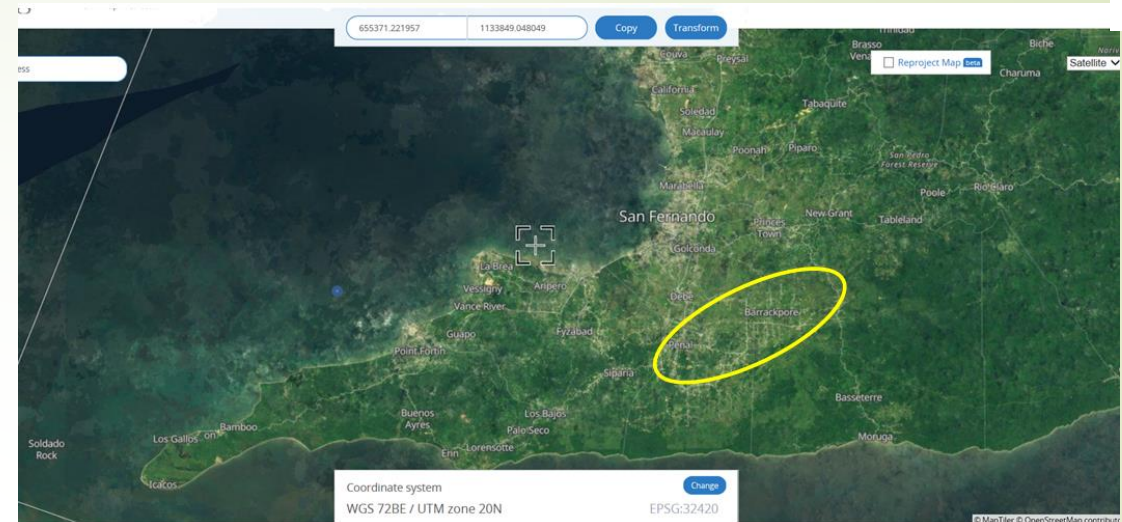 655371.221957 1133849.048049 Copy Transform
ess
Reproject Map beta
Satellite
Couva Preysal
Brasso
Biche
Charuma
California
Soledad
Tabaquite
Macaulay
Poonah Piparo
San Pedro
Forest Reserve
Marabella
Poole Rio Claro
San Fernando
New Grant
Tableland
Princes
Town
Golconda
La Brea
Aripero
Vessigny
Debe
Vance River
Barrackpore
Guapo
Fyzabad
Point Fortin
Penal
Siparia
Basseterre
Buenos
Ayres
Los Bajos
Bamboo
Palo Seco
Los Gallos on
Moruga
Soldado
Rock
Erin Lorensotte
Icacos
Coordinate system Change
WGS 72BE / UTM zone 20N EPSG:32420
© MapTiler © OpenStreetMap contributo